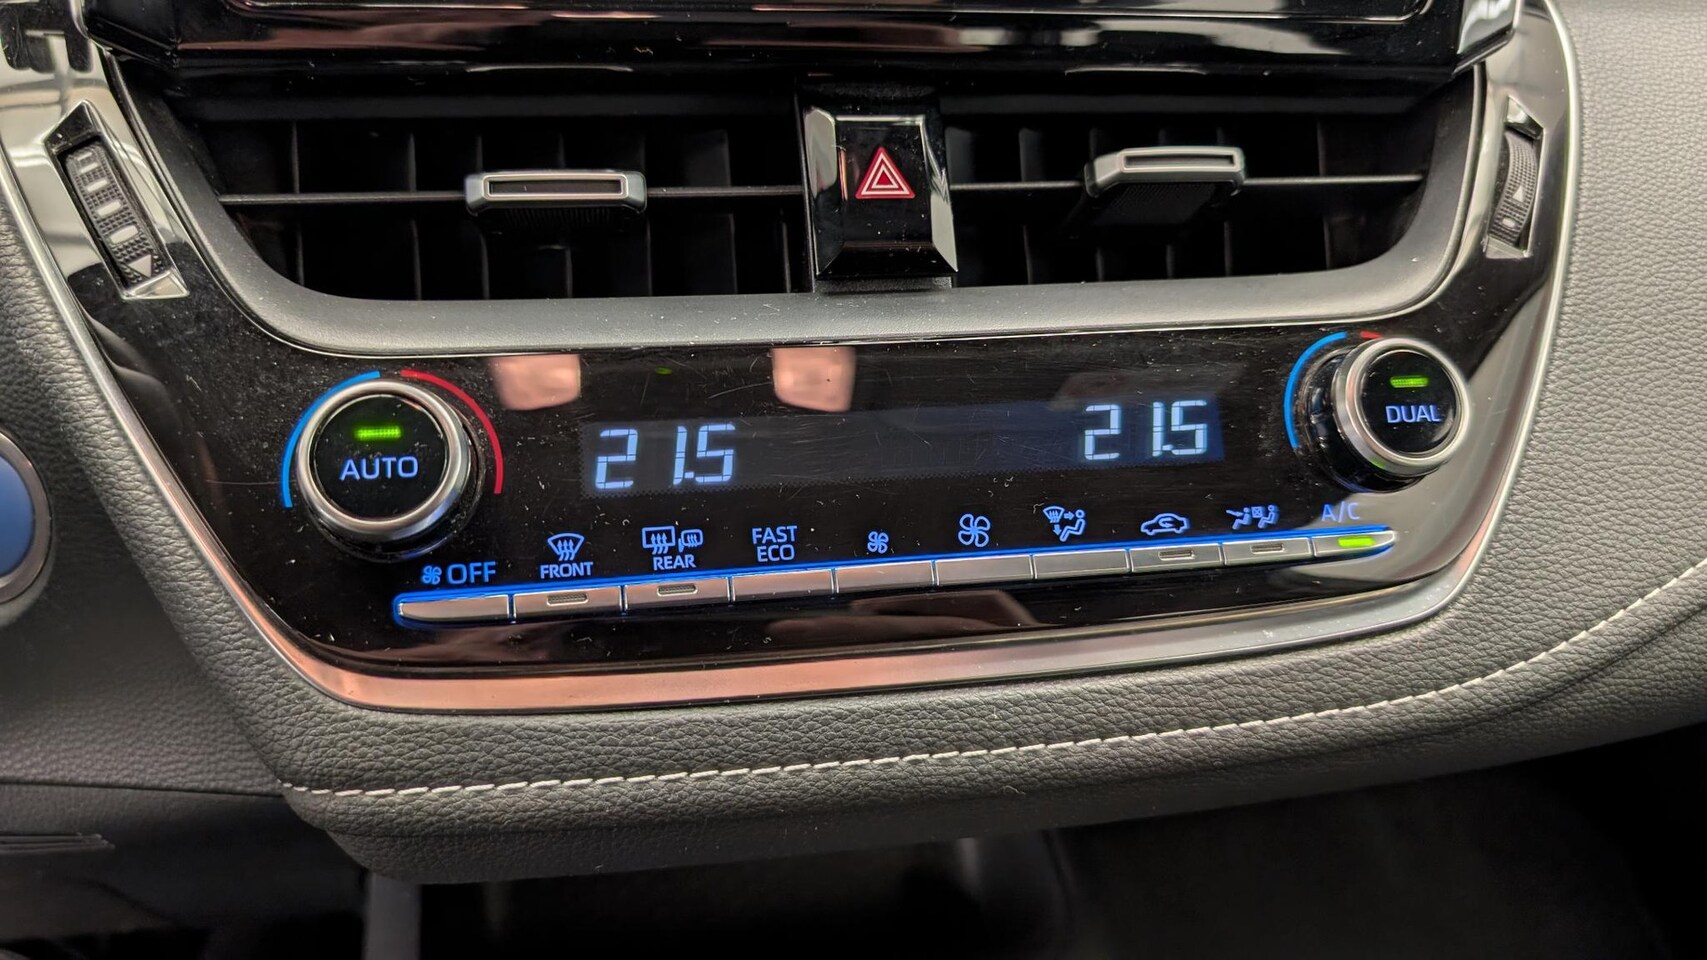 AUTO
21.5
21.5
DUAL
OFF
FRONT
REAR
FAST
ECO
A/C